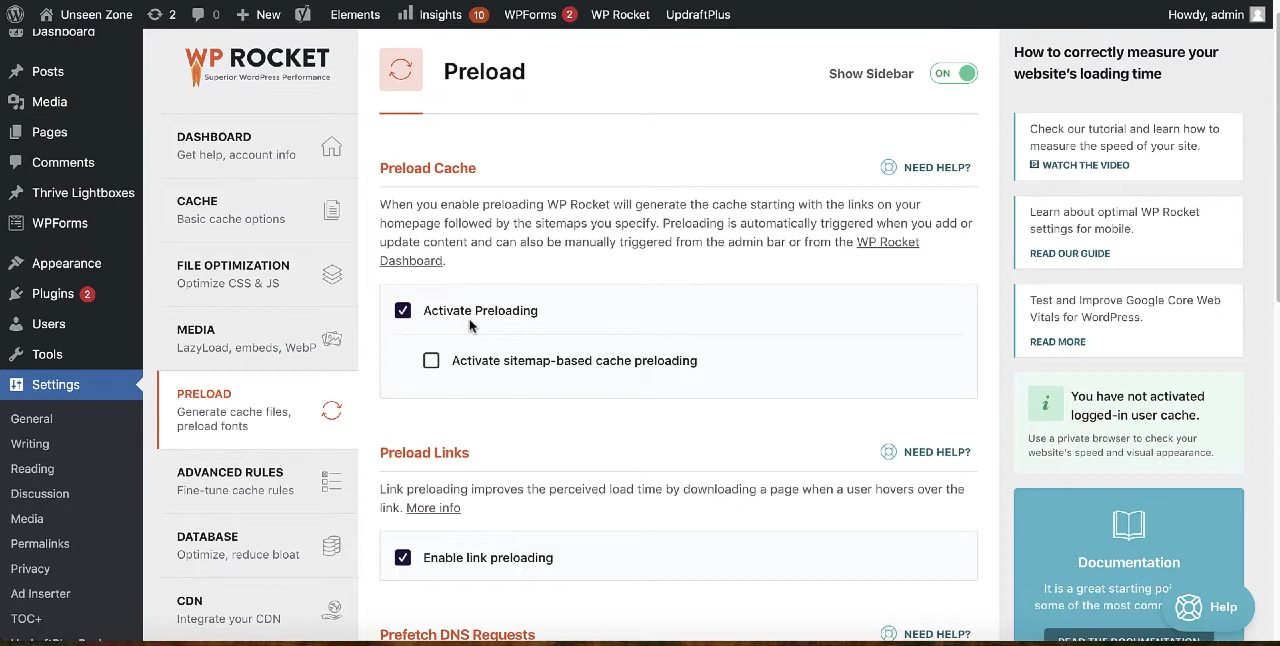 Unseen Zone 2 0 New Elements Insights 10 WPForms 2 WP Rocket UpdraftPlus Howdy, admin
Dashboard
Posts
Media
Pages
Comments
Thrive Lightboxes
WPForms
Appearance
Plugins 2
Users
Tools
Settings
General
Writing
Reading
Discussion
Media
Permalinks
Privacy
Ad Inserter
TOC+
WP ROCKET
Superior WordPress Performance
DASHBOARD
Get help, account info
CACHE
Basic cache options
FILE OPTIMIZATION
Optimize CSS & JS
MEDIA
LazyLoad, embeds, WebP
PRELOAD
Generate cache files,
preload fonts
ADVANCED RULES
Fine-tune cache rules
DATABASE
Optimize, reduce bloat
CDN
Integrate your CDN
Preload
Show Sidebar ON
Preload Cache NEED HELP?
When you enable preloading WP Rocket will generate the cache starting with the links on your
homepage followed by the sitemaps you specify. Preloading is automatically triggered when you add or
update content and can also be manually triggered from the admin bar or from the WP Rocket
Dashboard.
Activate Preloading
Activate sitemap-based cache preloading
Preload Links NEED HELP?
Link preloading improves the perceived load time by downloading a page when a user hovers over the
link. More info
Enable link preloading
Prefetch DNS Requests NEED HELP?
How to correctly measure your
website's loading time
Check our tutorial and learn how to
measure the speed of your site.
WATCH THE VIDEO
Learn about optimal WP Rocket
settings for mobile.
READ OUR GUIDE
Test and Improve Google Core Web
Vitals for WordPress.
READ MORE
i
You have not activated
logged-in user cache.
Use a private browser to check your
website's speed and visual appearance.
Documentation
It is a great starting poi
some of the most comm
Help
READ THE DOCUMENTATION